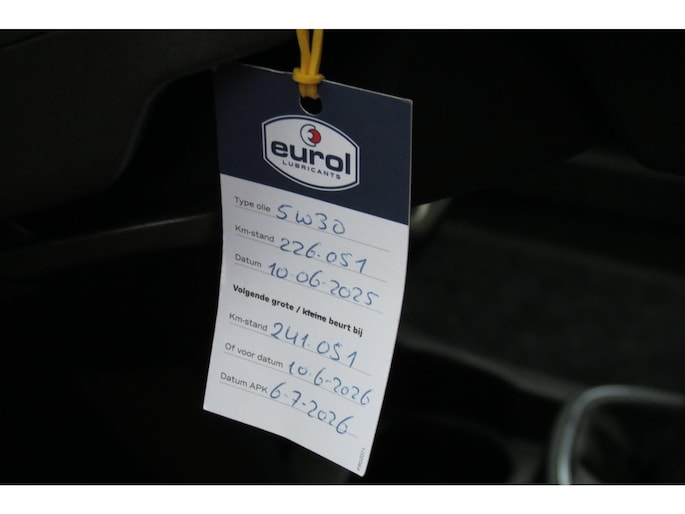 eurol
LUBRICANTS
Type olie 5W30
Km-stand 226.051
Datum 10-06-2025
Volgende grote / kleine beurt bij
Km-stand 241.051
Of voor datum 10-6-2026
Datum APK 6-7-2026